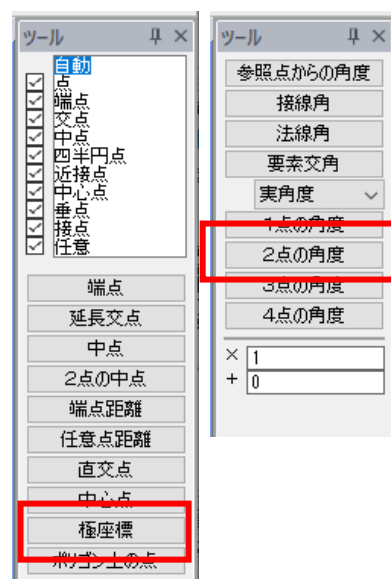 ツール
自動
点
端点
交点
中点
四半円点
近接点
中心点
垂点
接点
任意
端点
延長交点
中点
2点の中点
端点距離
任意点距離
直交点
中心点
極座標
ポリゴン上の点
ツール
参照点からの角度
接線角
法線角
要素交角
実角度
1点の角度
2点の角度
3点の角度
4点の角度
× 1
+ 0